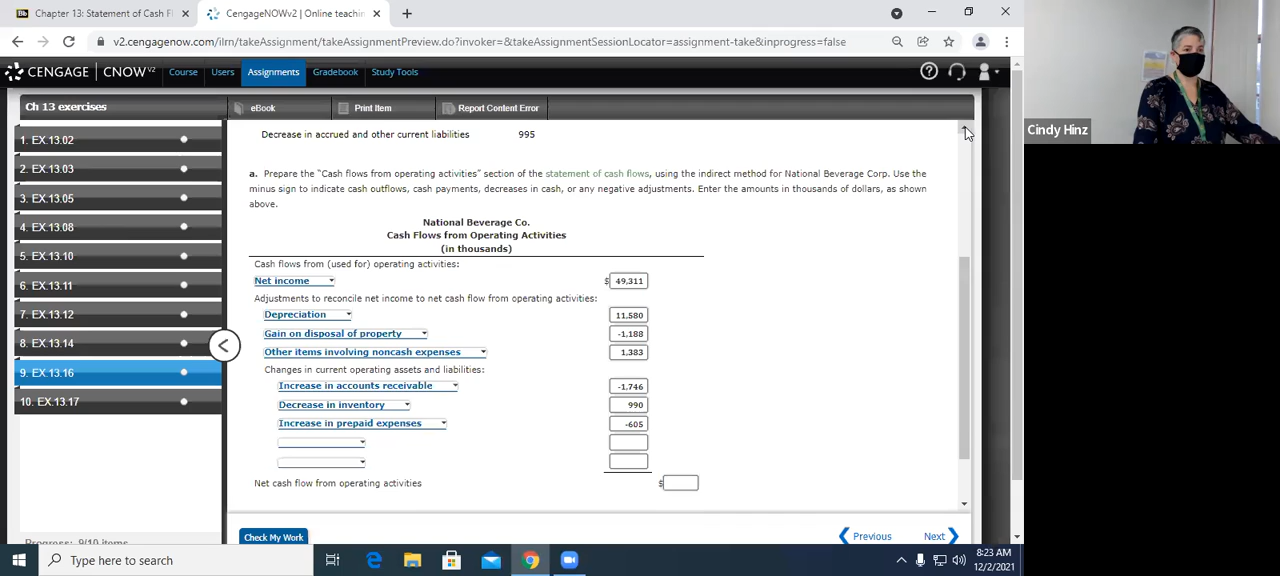 Chapter 13: Statement of Cash F
CengageNOWv2 | Online teachin
v2.cengagenow.com/ilrn/takeAssignment/takeAssignmentPreview.do?invoker=&takeAssignmentSessionLocator=assignment-take&inprogress=false
CENGAGE | CNOWv2 Course Users Assignments Gradebook Study Tools
Ch 13 exercises
eBook Print Item Report Content Error
1. EX.13.02
2. EX.13.03
3. EX.13.05
4. EX.13.08
5. EX.13.10
6. EX.13.11
7. EX.13.12
8. EX.13.14
9. EX.13.16
10. EX.13.17
Progress: 9/10 items
Decrease in accrued and other current liabilities 995
a. Prepare the "Cash flows from operating activities" section of the statement of cash flows, using the indirect method for National Beverage Corp. Use the
minus sign to indicate cash outflows, cash payments, decreases in cash, or any negative adjustments. Enter the amounts in thousands of dollars, as shown
above.
National Beverage Co.
Cash Flows from Operating Activities
(in thousands)
Cash flows from (used for) operating activities:
Net income $ 49,311
Adjustments to reconcile net income to net cash flow from operating activities:
Depreciation 11,580
Gain on disposal of property -1,188
Other items involving noncash expenses 1,383
Changes in current operating assets and liabilities:
Increase in accounts receivable -1,746
Decrease in inventory 990
Increase in prepaid expenses -605
Net cash flow from operating activities $
Check My Work
Previous Next
Cindy Hinz
Type here to search
8:23 AM
12/2/2021